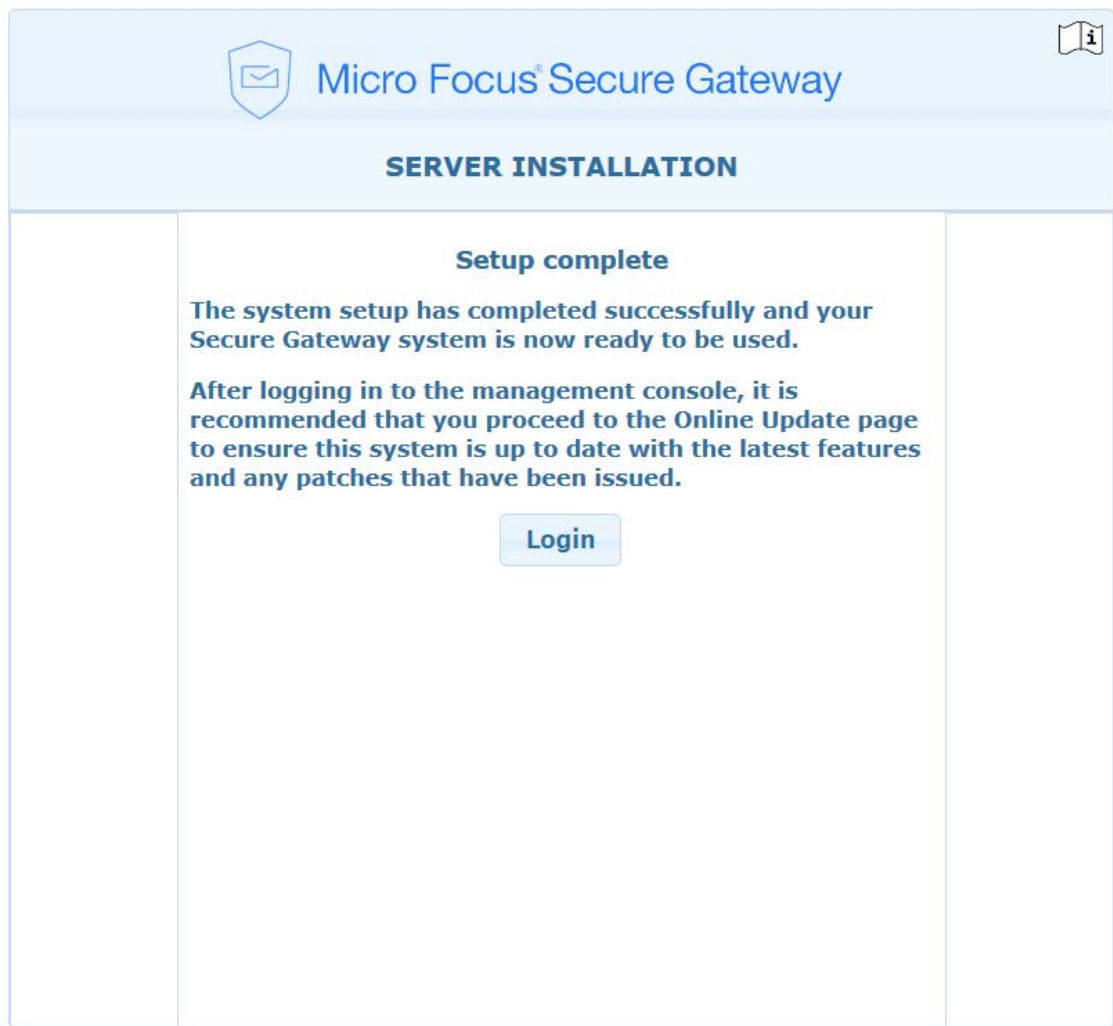 i
Micro Focus® Secure Gateway
SERVER INSTALLATION
Setup complete
The system setup has completed successfully and your
Secure Gateway system is now ready to be used.
After logging in to the management console, it is
recommended that you proceed to the Online Update page
to ensure this system is up to date with the latest features
and any patches that have been issued.
Login